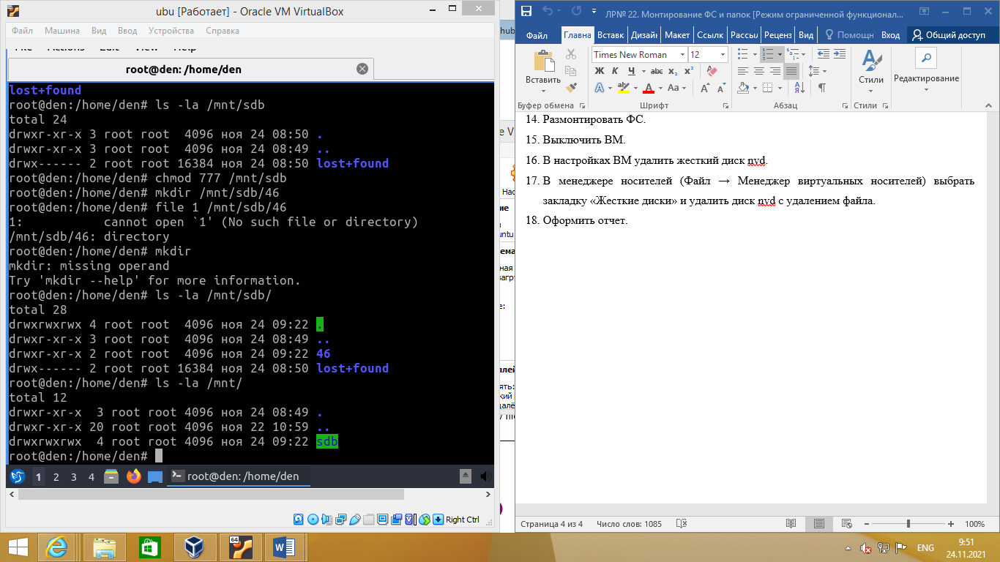 ubu [Работает] - Oracle VM VirtualBox
Файл Машина Вид Ввод Устройства Справка
root@den: /home/den
lost+found
root@den:/home/den# ls -la /mnt/sdb
total 24
drwxr-xr-x 3 root root  4096 ноя 24 08:50 .
drwxr-xr-x 3 root root  4096 ноя 24 08:49 ..
drwx------ 2 root root 16384 ноя 24 08:50 lost+found
root@den:/home/den# chmod 777 /mnt/sdb
root@den:/home/den# mkdir /mnt/sdb/46
root@den:/home/den# file 1 /mnt/sdb/46
1:           cannot open `1' (No such file or directory)
/mnt/sdb/46: directory
root@den:/home/den# mkdir
mkdir: missing operand
Try 'mkdir --help' for more information.
root@den:/home/den# ls -la /mnt/sdb/
total 28
drwxrwxrwx 4 root root  4096 ноя 24 09:22 .
drwxr-xr-x 3 root root  4096 ноя 24 08:49 ..
drwxr-xr-x 2 root root  4096 ноя 24 09:22 46
drwx------ 2 root root 16384 ноя 24 08:50 lost+found
root@den:/home/den# ls -la /mnt/
total 12
drwxr-xr-x  3 root root 4096 ноя 24 08:49 .
drwxr-xr-x 20 root root 4096 ноя 22 10:59 ..
drwxrwxrwx  4 root root 4096 ноя 24 09:22 sdb
root@den:/home/den#
1 2 3 4 root@den: /home/den
Right Ctrl
ЛР№ 22. Монтирование ФС и папок [Режим ограниченной функционал...
Файл Главна Вставк Дизай Макет Ссылк Рассы Реценз Вид Помощн Вход Общий доступ
Times New Roman 12
Вставить Ж К Ч abc x₂ x² Стили Редактирование
Буфер обмена Шрифт Абзац Стили
14. Размонтировать ФС.
15. Выключить ВМ.
16. В настройках ВМ удалить жесткий диск nvd.
17. В менеджере носителей (Файл → Менеджер виртуальных носителей) выбрать
закладку «Жесткие диски» и удалить диск nvd с удалением файла.
18. Оформить отчет.
Страница 4 из 4 Число слов: 1085 100%
ENG 9:51
24.11.2021